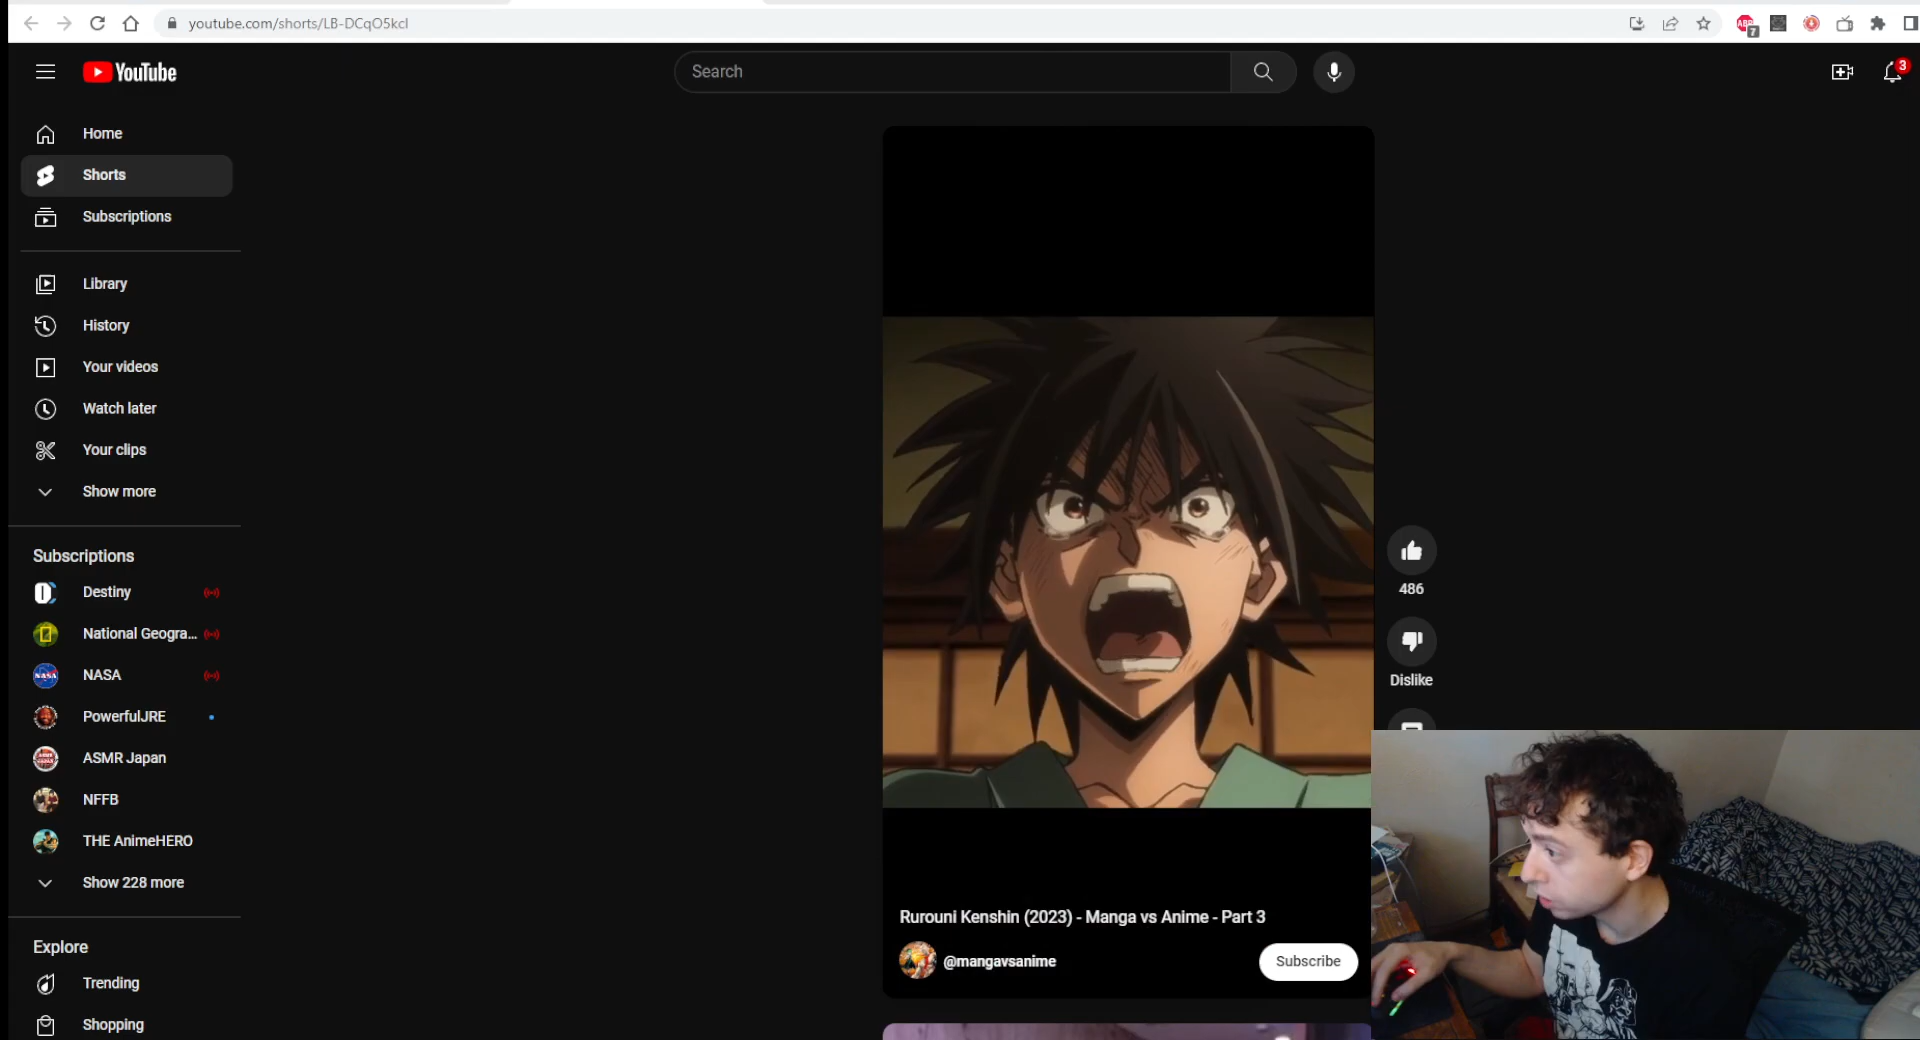 youtube.com/shorts/LB-DCqO5kcI
YouTube
Search
3
7
Home
Shorts
Subscriptions
Library
History
Your videos
Watch later
Your clips
Show more
Subscriptions
Destiny
National Geogra...
NASA
PowerfulJRE
ASMR Japan
NFFB
THE AnimeHERO
Show 228 more
Explore
Trending
Shopping
486
Dislike
Rurouni Kenshin (2023) - Manga vs Anime - Part 3
@mangavsanime
Subscribe